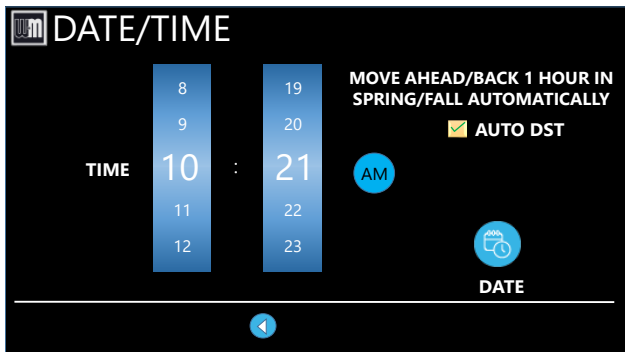 WM DATE/TIME
MOVE AHEAD/BACK 1 HOUR IN
SPRING/FALL AUTOMATICALLY
AUTO DST
8 19
9 20
TIME 10 : 21 AM
11 22
12 23
DATE